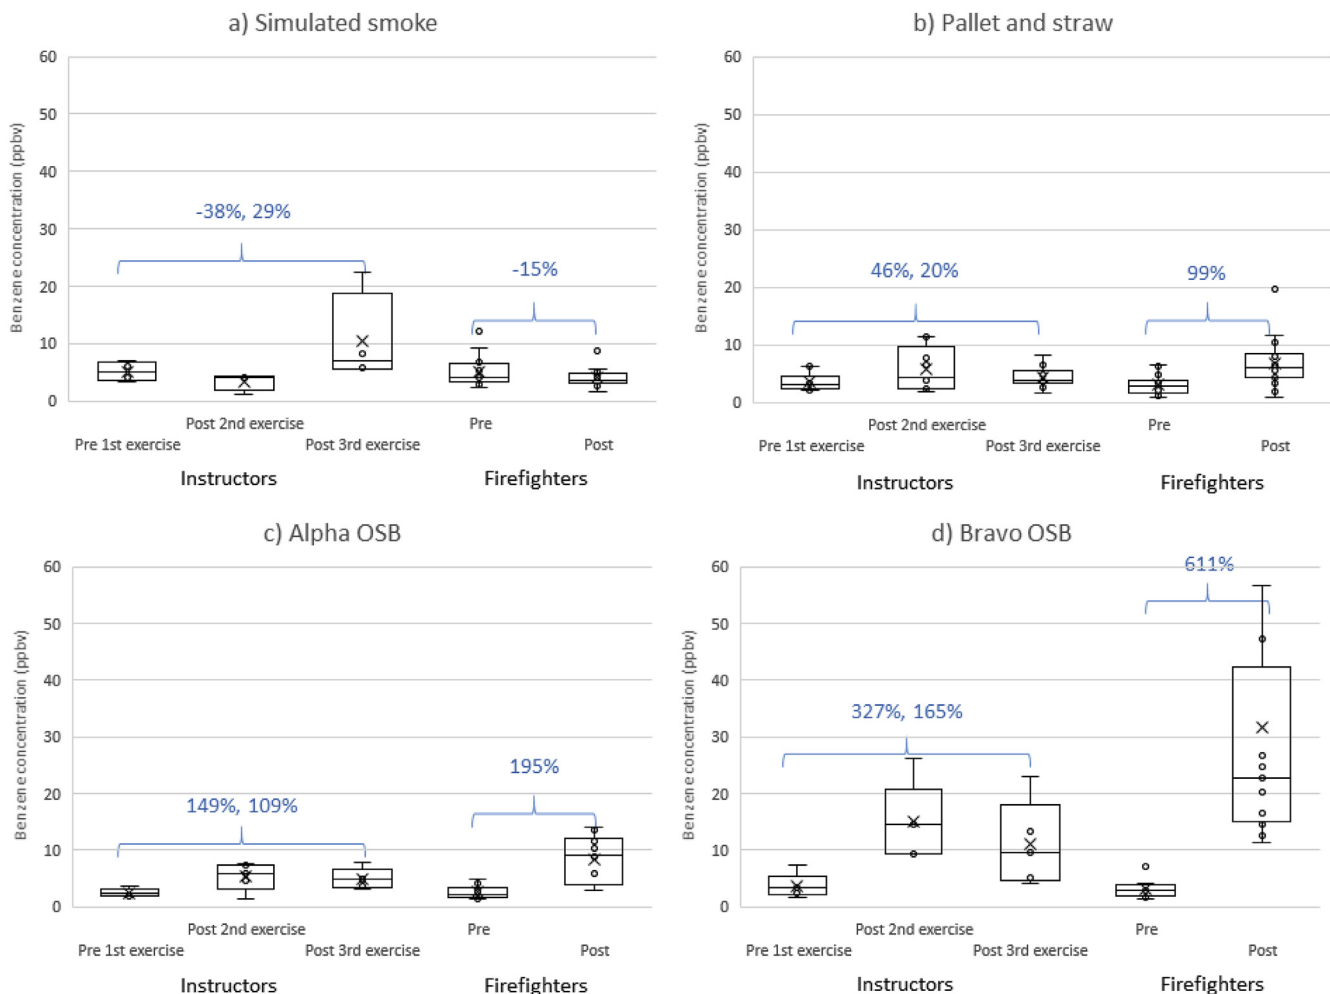 a) Simulated smoke
Benzene concentration (ppbv)
60
50
40
30
20
10
0
-38%, 29%
-15%
Post 2nd exercise
Pre
Pre 1st exercise
Post 3rd exercise
Post
Instructors
Firefighters
b) Pallet and straw
Benzene concentration (ppbv)
60
50
40
30
20
10
0
46%, 20%
99%
Post 2nd exercise
Pre
Pre 1st exercise
Post 3rd exercise
Post
Instructors
Firefighters
c) Alpha OSB
Benzene concentration (ppbv)
60
50
40
30
20
10
0
149%, 109%
195%
Post 2nd exercise
Pre
Pre 1st exercise
Post 3rd exercise
Post
Instructors
Firefighters
d) Bravo OSB
Benzene concentration (ppbv)
60
50
40
30
20
10
0
327%, 165%
611%
Post 2nd exercise
Pre
Pre 1st exercise
Post 3rd exercise
Post
Instructors
Firefighters